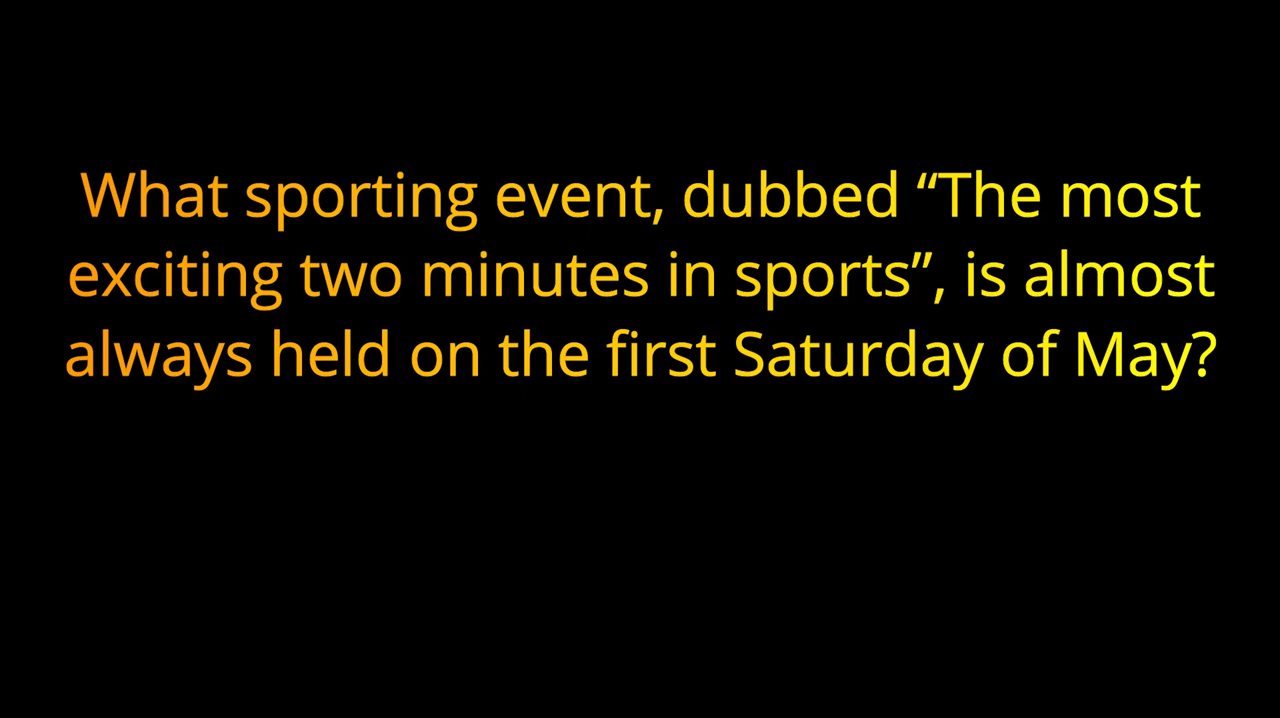 What sporting event, dubbed “The most
exciting two minutes in sports”, is almost
always held on the first Saturday of May?